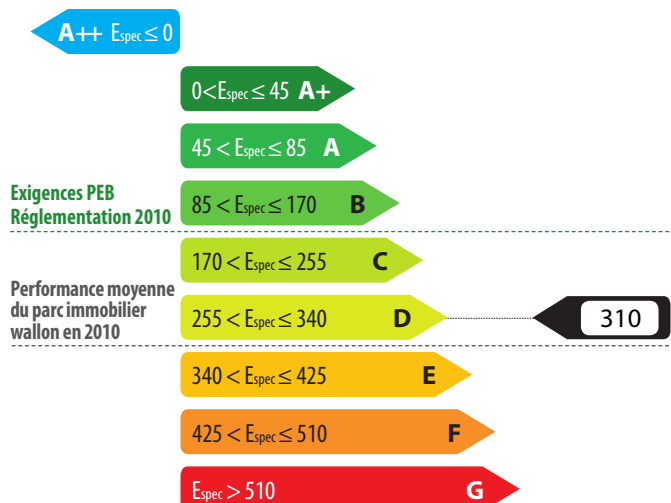 A++ Espec ≤ 0
0 < Espec ≤ 45 A+
45 < Espec ≤ 85 A
Exigences PEB
Réglementation 2010
85 < Espec ≤ 170 B
170 < Espec ≤ 255 C
Performance moyenne
du parc immobilier
wallon en 2010
255 < Espec ≤ 340 D
310
340 < Espec ≤ 425 E
425 < Espec ≤ 510 F
Espec > 510 G